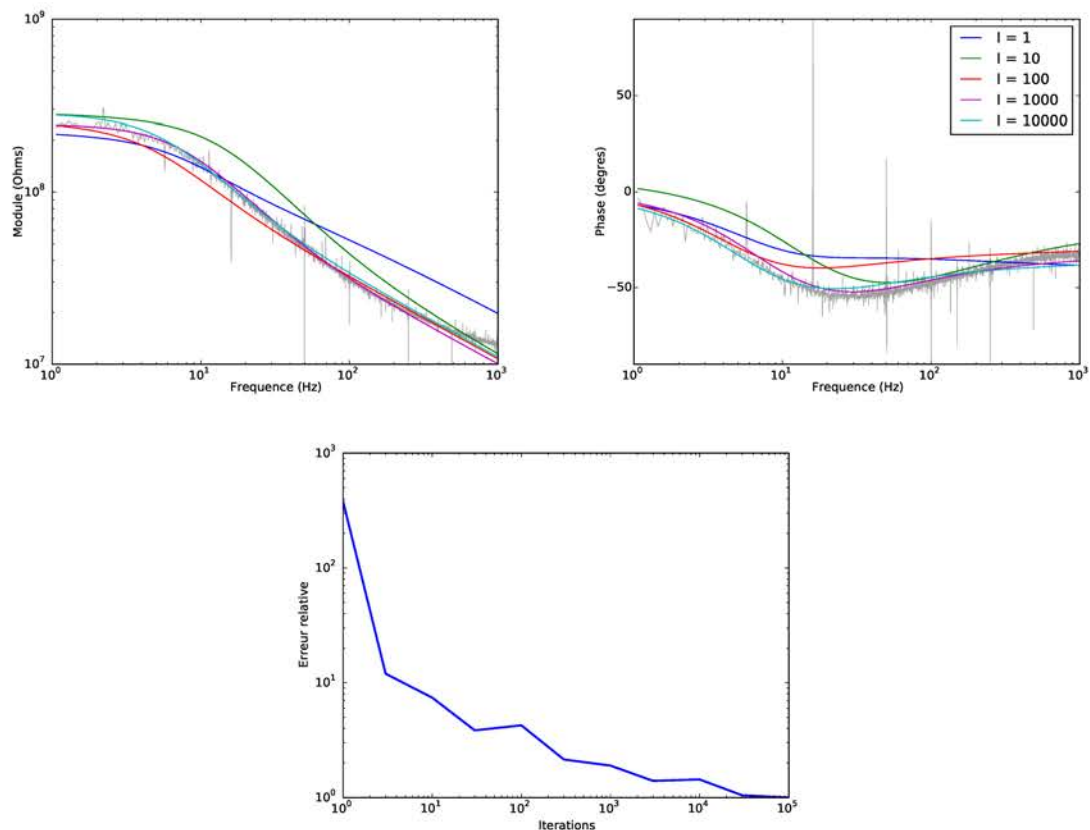 10⁹
10⁸
10⁷
Module (Ohms)
10⁰ 10¹ 10² 10³
Frequence (Hz)
50
0
−50
Phase (degres)
10⁰ 10¹ 10² 10³
Frequence (Hz)
I = 1
I = 10
I = 100
I = 1000
I = 10000
10³
10²
10¹
10⁰
Erreur relative
10⁰ 10¹ 10² 10³ 10⁴ 10⁵
Iterations